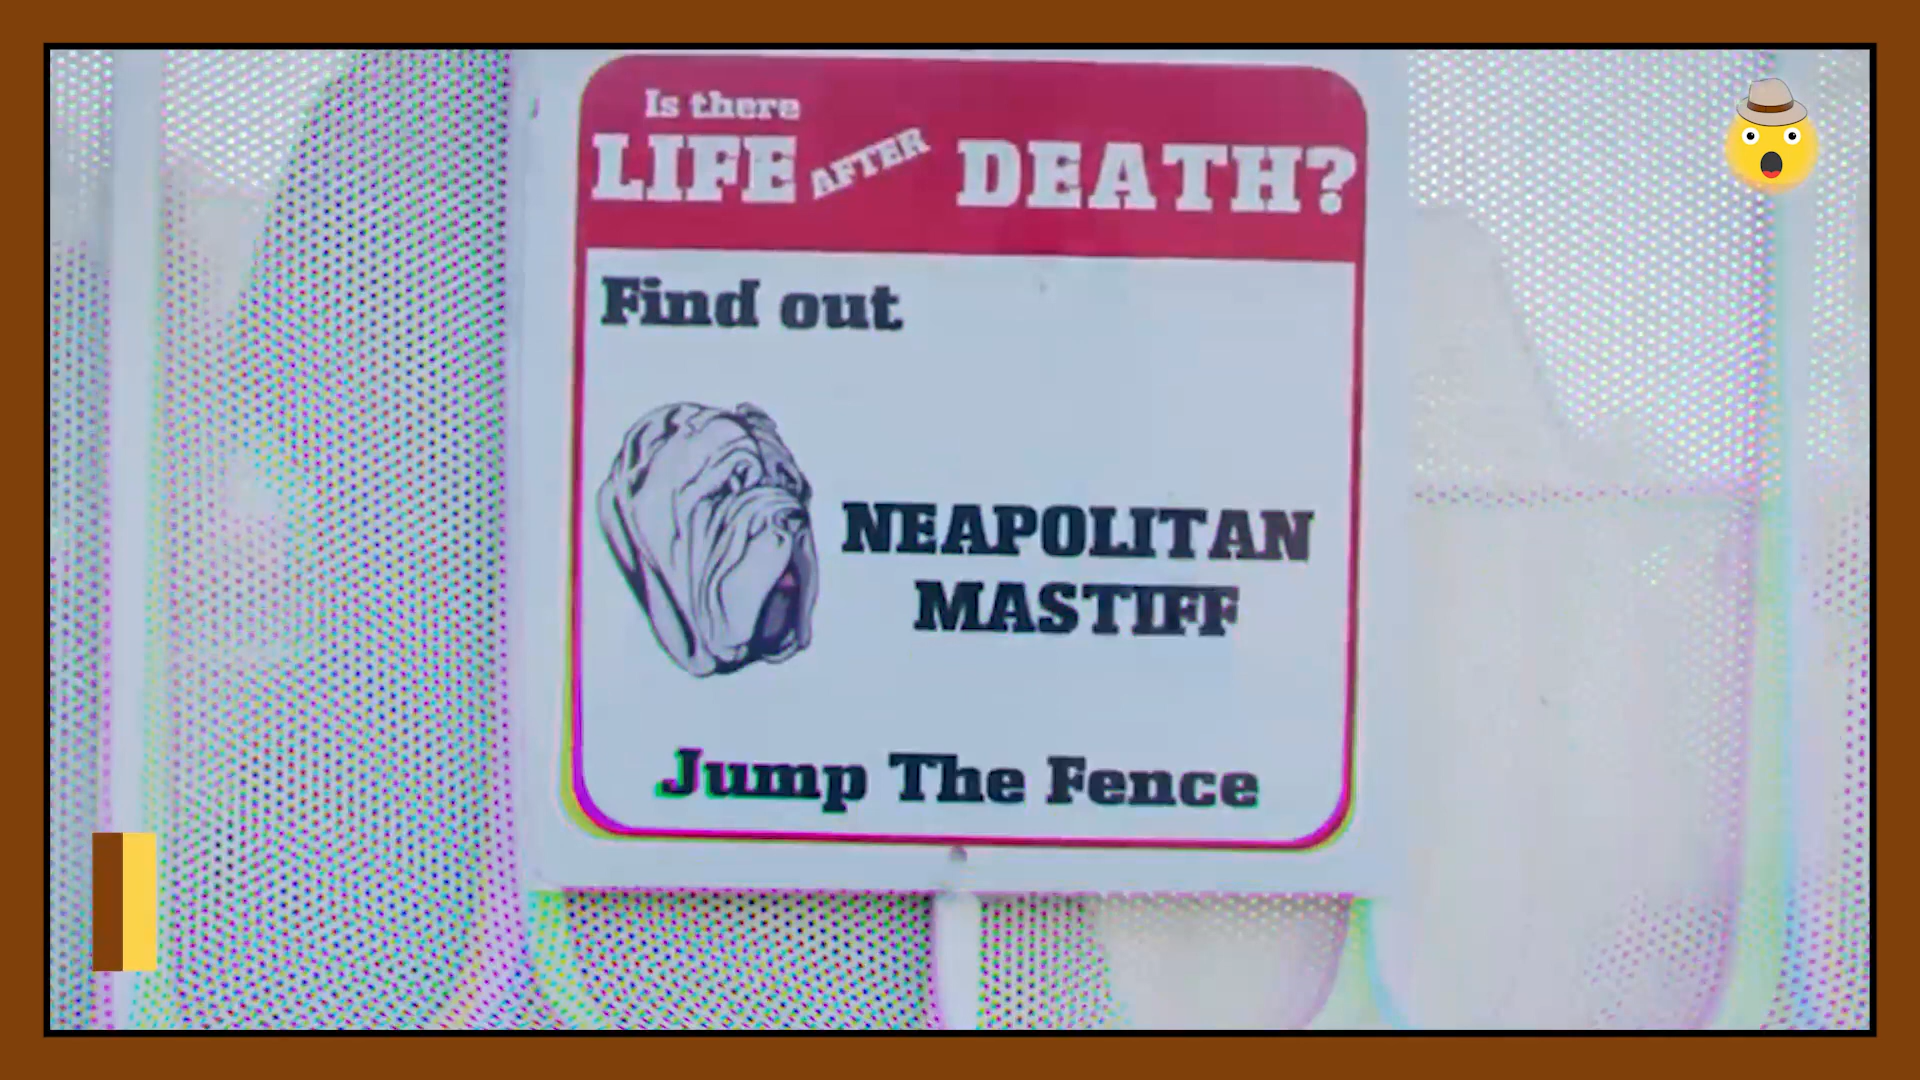 Is there
LIFE AFTER DEATH?
Find out
NEAPOLITAN
MASTIFF
Jump The Fence